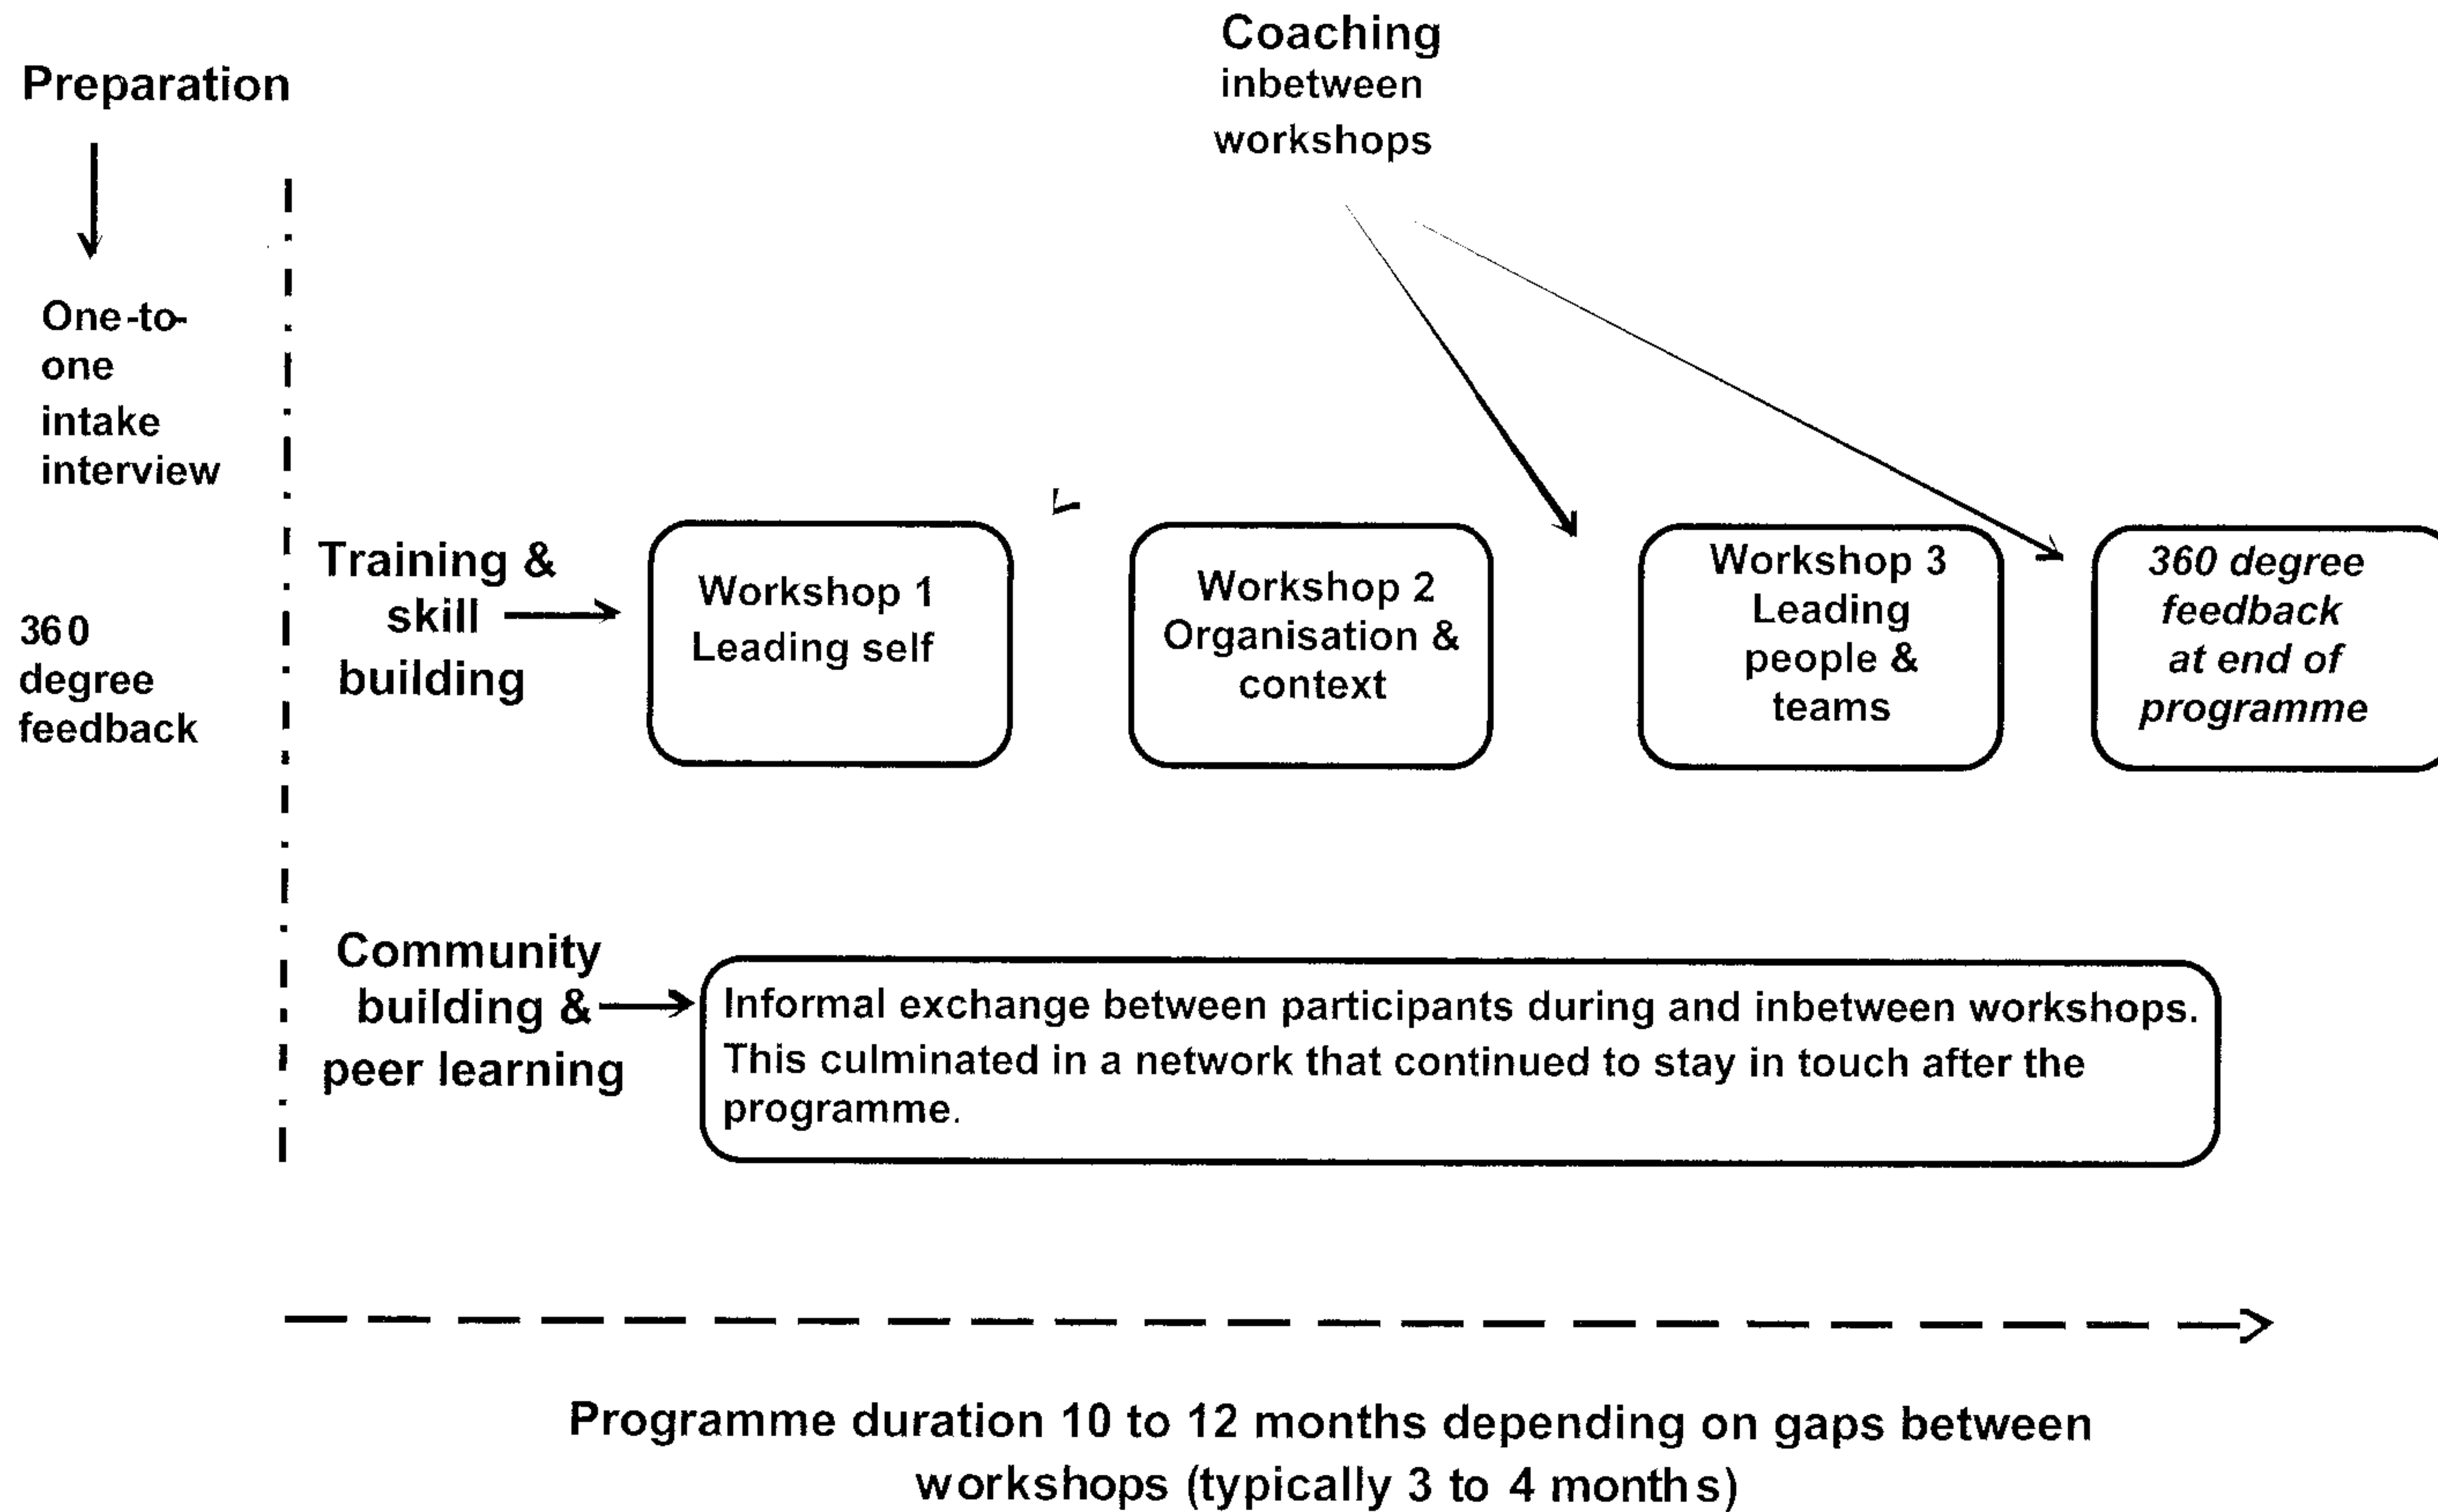 Preparation
One-to-
one
intake
interview
360
degree
feedback
Coaching
inbetween
workshops
Training &
skill
building
Workshop 1
Leading self
Workshop 2
Organisation &
context
Workshop 3
Leading
people &
teams
360 degree
feedback
at end of
programme
Community
building &
peer learning
Informal exchange between participants during and inbetween workshops.
This culminated in a network that continued to stay in touch after the
programme.
Programme duration 10 to 12 months depending on gaps between
workshops (typically 3 to 4 months)